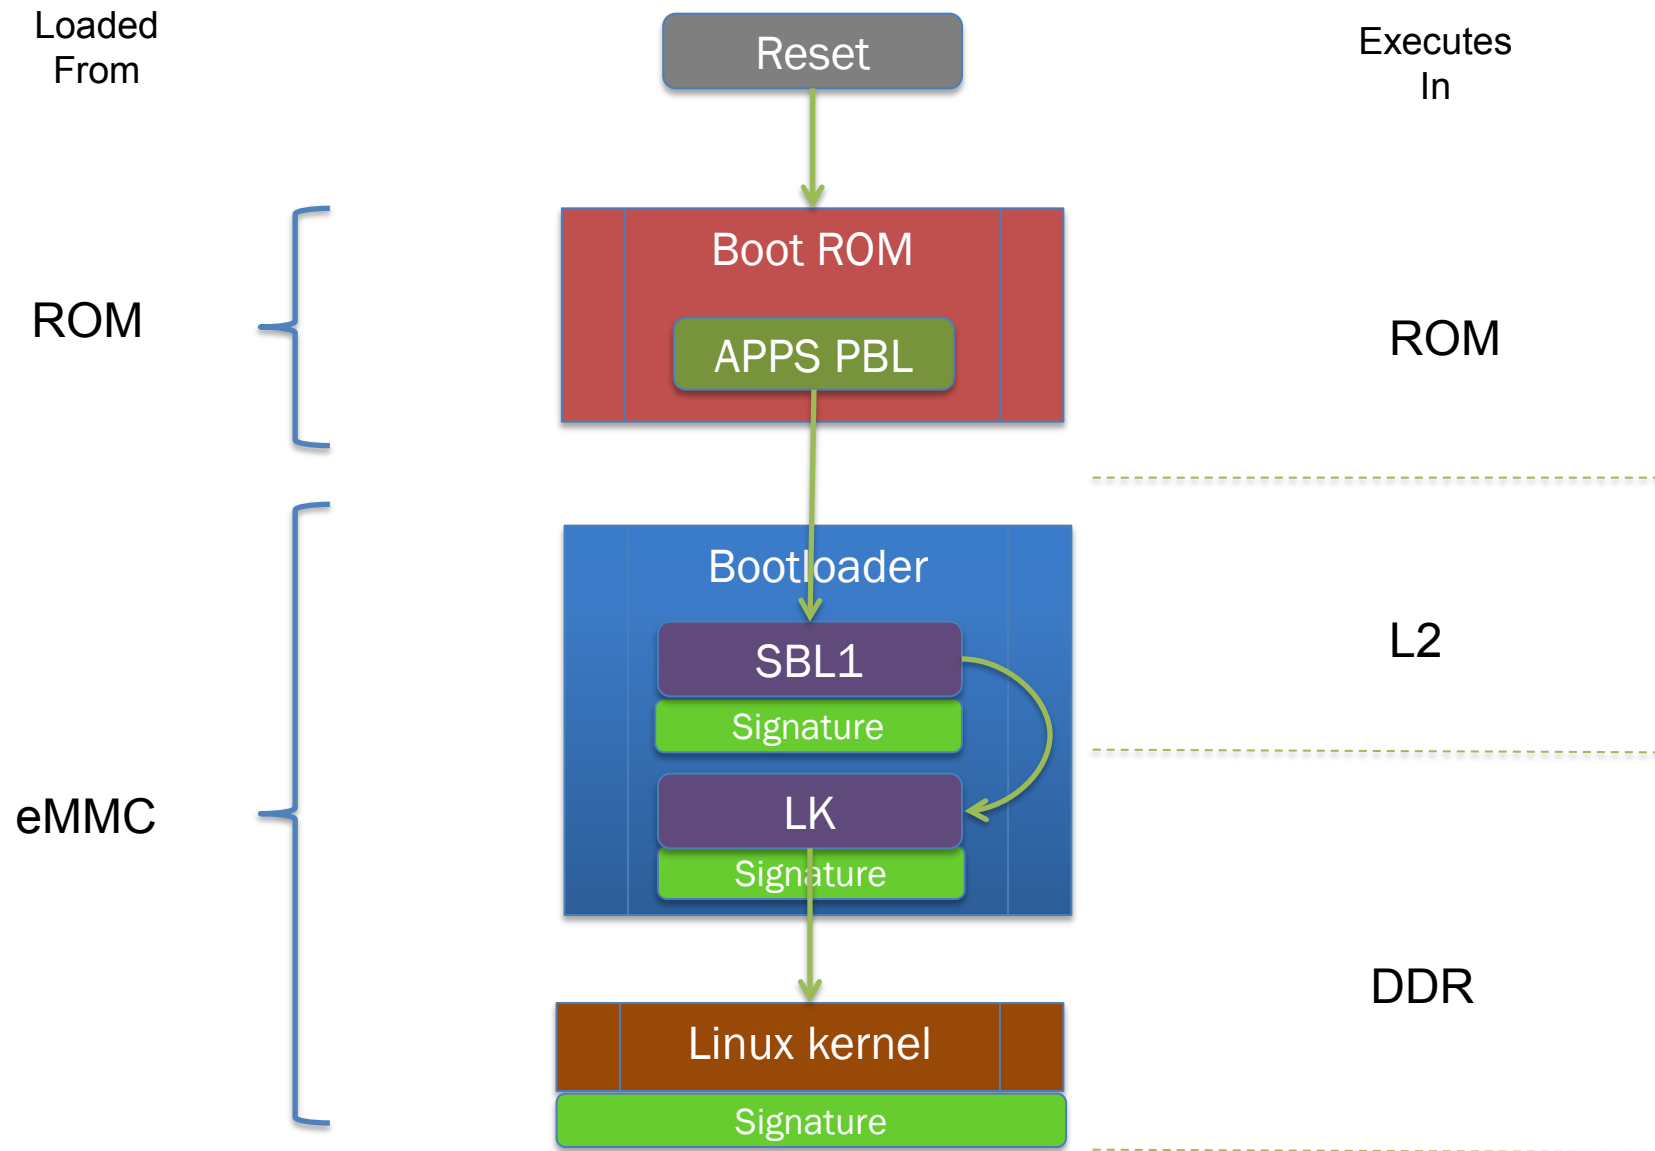 Loaded
From
Reset
Executes
In
Boot ROM
ROM
APPS PBL
ROM
Bootloader
SBL1
L2
Signature
LK
eMMC
Signature
DDR
Linux kernel
Signature